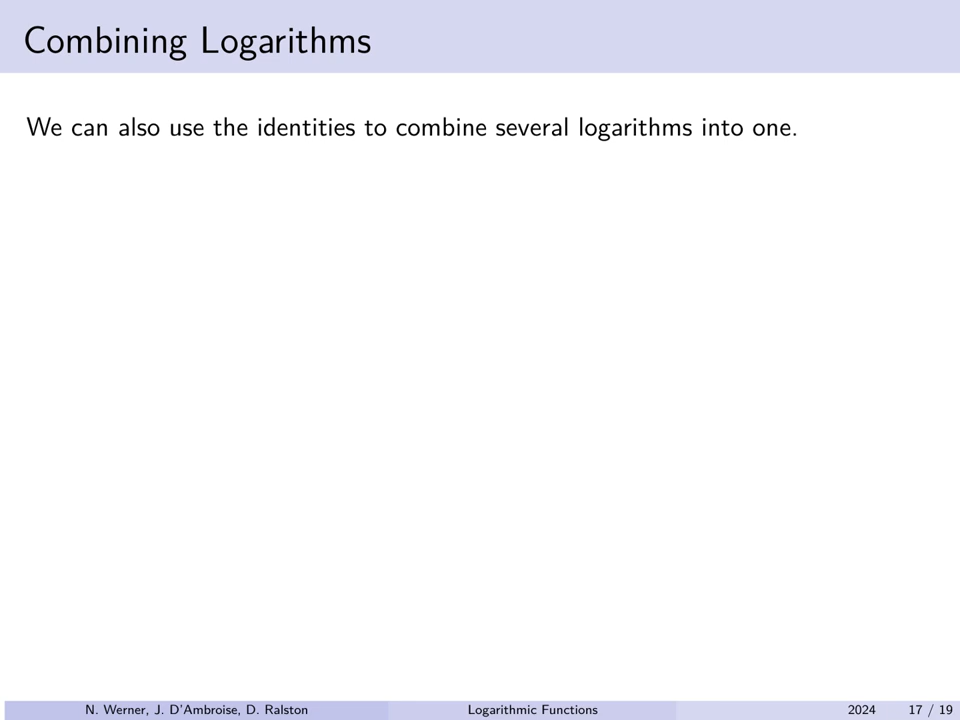 Combining Logarithms
We can also use the identities to combine several logarithms into one.
N. Werner, J. D'Ambroise, D. Ralston
Logarithmic Functions
2024
17 / 19